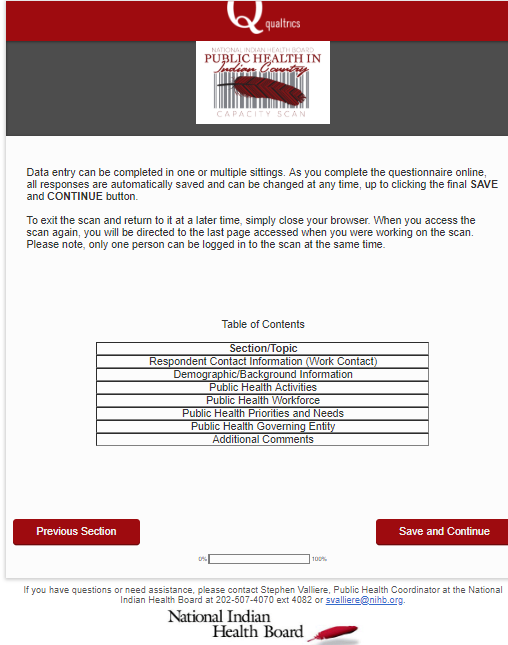 Q qualtrics
NATIONAL INDIAN HEALTH BOARD
PUBLIC HEALTH IN
Indian Country
CAPACITY SCAN
Data entry can be completed in one or multiple sittings. As you complete the questionnaire online,
all responses are automatically saved and can be changed at any time, up to clicking the final SAVE
and CONTINUE button.
To exit the scan and return to it at a later time, simply close your browser. When you access the
scan again, you will be directed to the last page accessed when you were working on the scan.
Please note, only one person can be logged in to the scan at the same time.
Table of Contents
Section/Topic
Respondent Contact Information (Work Contact)
Demographic/Background Information
Public Health Activities
Public Health Workforce
Public Health Priorities and Needs
Public Health Governing Entity
Additional Comments
Previous Section
Save and Continue
0% 100%
If you have questions or need assistance, please contact Stephen Valliere, Public Health Coordinator at the National
Indian Health Board at 202-507-4070 ext 4082 or svalliere@nihb.org.
National Indian
Health Board